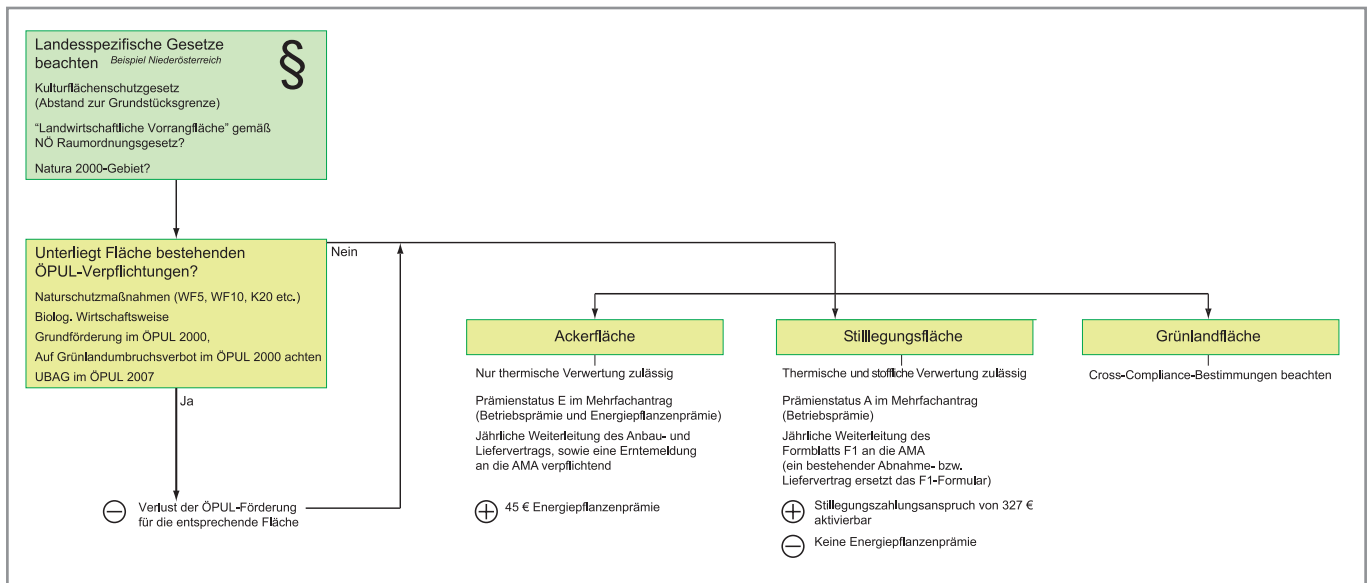 Landesspezifische Gesetze
beachten Beispiel Niederösterreich
§
Kulturflächenschutzgesetz
(Abstand zur Grundstücksgrenze)
“Landwirtschaftliche Vorrangfläche” gemäß
NÖ Raumordnungsgesetz?
Natura 2000-Gebiet?
Unterliegt Fläche bestehenden
ÖPUL-Verpflichtungen?
Naturschutzmaßnahmen (WF5, WF10, K20 etc.)
Biolog. Wirtschaftsweise
Grundförderung im ÖPUL 2000,
Auf Grünlandumbruchsverbot im ÖPUL 2000 achten
UBAG im ÖPUL 2007
Nein
Ja
Verlust der ÖPUL-Förderung
für die entsprechende Fläche
Ackerfläche
Nur thermische Verwertung zulässig
Prämienstatus E im Mehrfachantrag
(Betriebsprämie und Energiepflanzenprämie)
Jährliche Weiterleitung des Anbau- und
Liefervertrags, sowie eine Erntemeldung
an die AMA verpflichtend
45 € Energiepflanzenprämie
Stilllegungsfläche
Thermische und stoffliche Verwertung zulässig
Prämienstatus A im Mehrfachantrag
(Betriebsprämie)
Jährliche Weiterleitung des
Formblatts F1 an die AMA
(ein bestehender Abnahme- bzw.
Liefervertrag ersetzt das F1-Formular)
Stillegungszahlungsanspruch von 327 €
aktivierbar
Keine Energiepflanzenprämie
Grünlandfläche
Cross-Compliance-Bestimmungen beachten